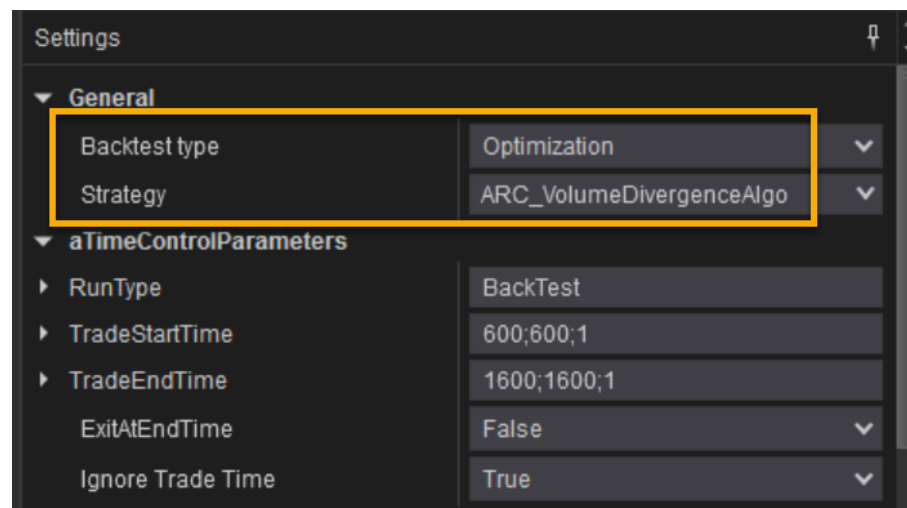 Settings
General
Backtest type Optimization
Strategy ARC_VolumeDivergenceAlgo
aTimeControlParameters
RunType BackTest
TradeStartTime 600;600;1
TradeEndTime 1600;1600;1
ExitAtEndTime False
Ignore Trade Time True